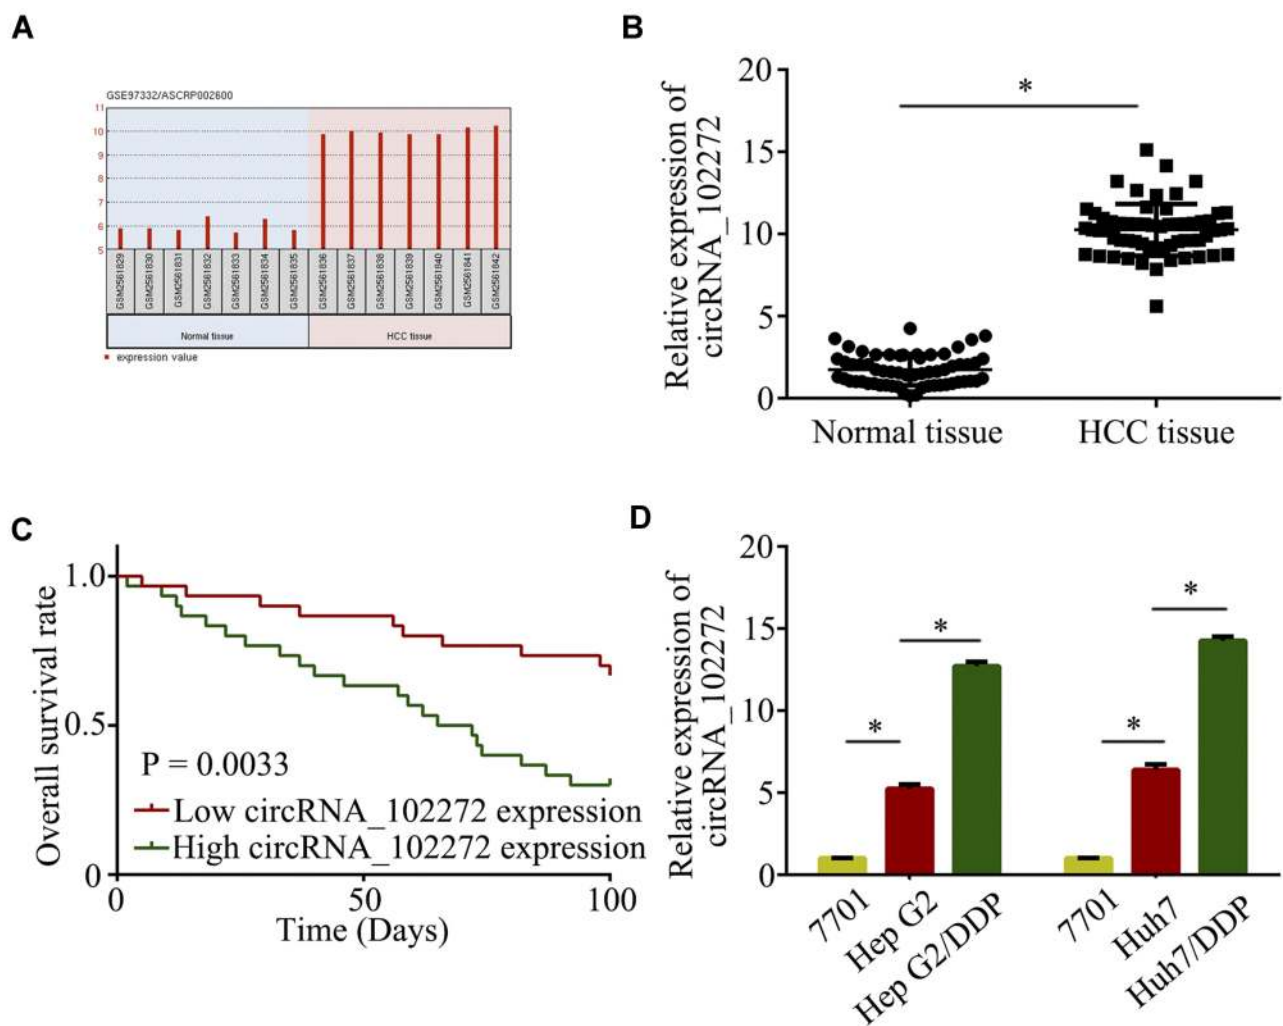 A
GSE97332/ASCRP002600
11
10
9
8
7
6
5
GSM2561829
GSM2561830
GSM2561831
GSM2561832
GSM2561833
GSM2561834
GSM2561835
GSM2561836
GSM2561837
GSM2561838
GSM2561839
GSM2561840
GSM2561841
GSM2561842
Normal tissue
HCC tissue
expression value
B
Relative expression of
circRNA_102272
20
15
10
5
0
*
Normal tissue
HCC tissue
C
Overall survival rate
1.0
0.5
0
P = 0.0033
Low circRNA_102272 expression
High circRNA_102272 expression
0
50
100
Time (Days)
D
Relative expression of
circRNA_102272
20
15
10
5
0
*
*
*
*
7701
Hep G2
Hep G2/DDP
7701
Huh7
Huh7/DDP